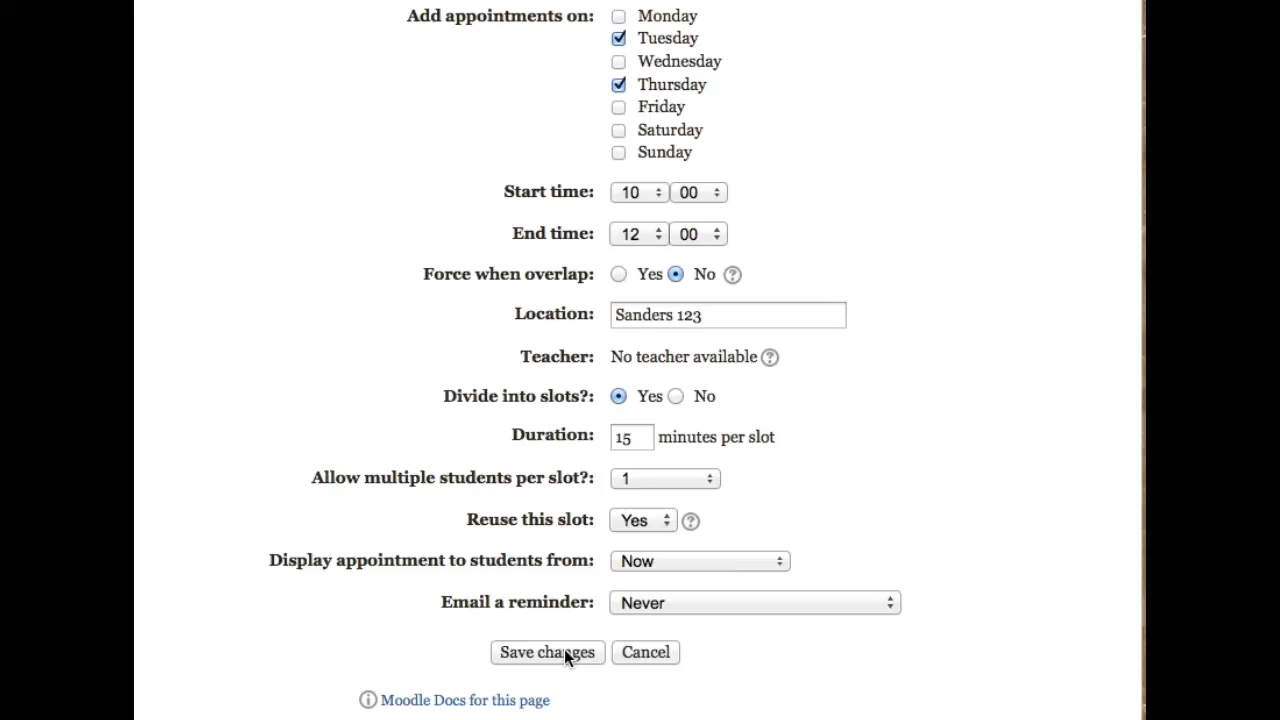 Add appointments on: Monday
Tuesday
Wednesday
Thursday
Friday
Saturday
Sunday
Start time: 10 00
End time: 12 00
Force when overlap: Yes No ?
Location: Sanders 123
Teacher: No teacher available ?
Divide into slots?: Yes No
Duration: 15 minutes per slot
Allow multiple students per slot?: 1
Reuse this slot: Yes ?
Display appointment to students from: Now
Email a reminder: Never
Save changes Cancel
i Moodle Docs for this page